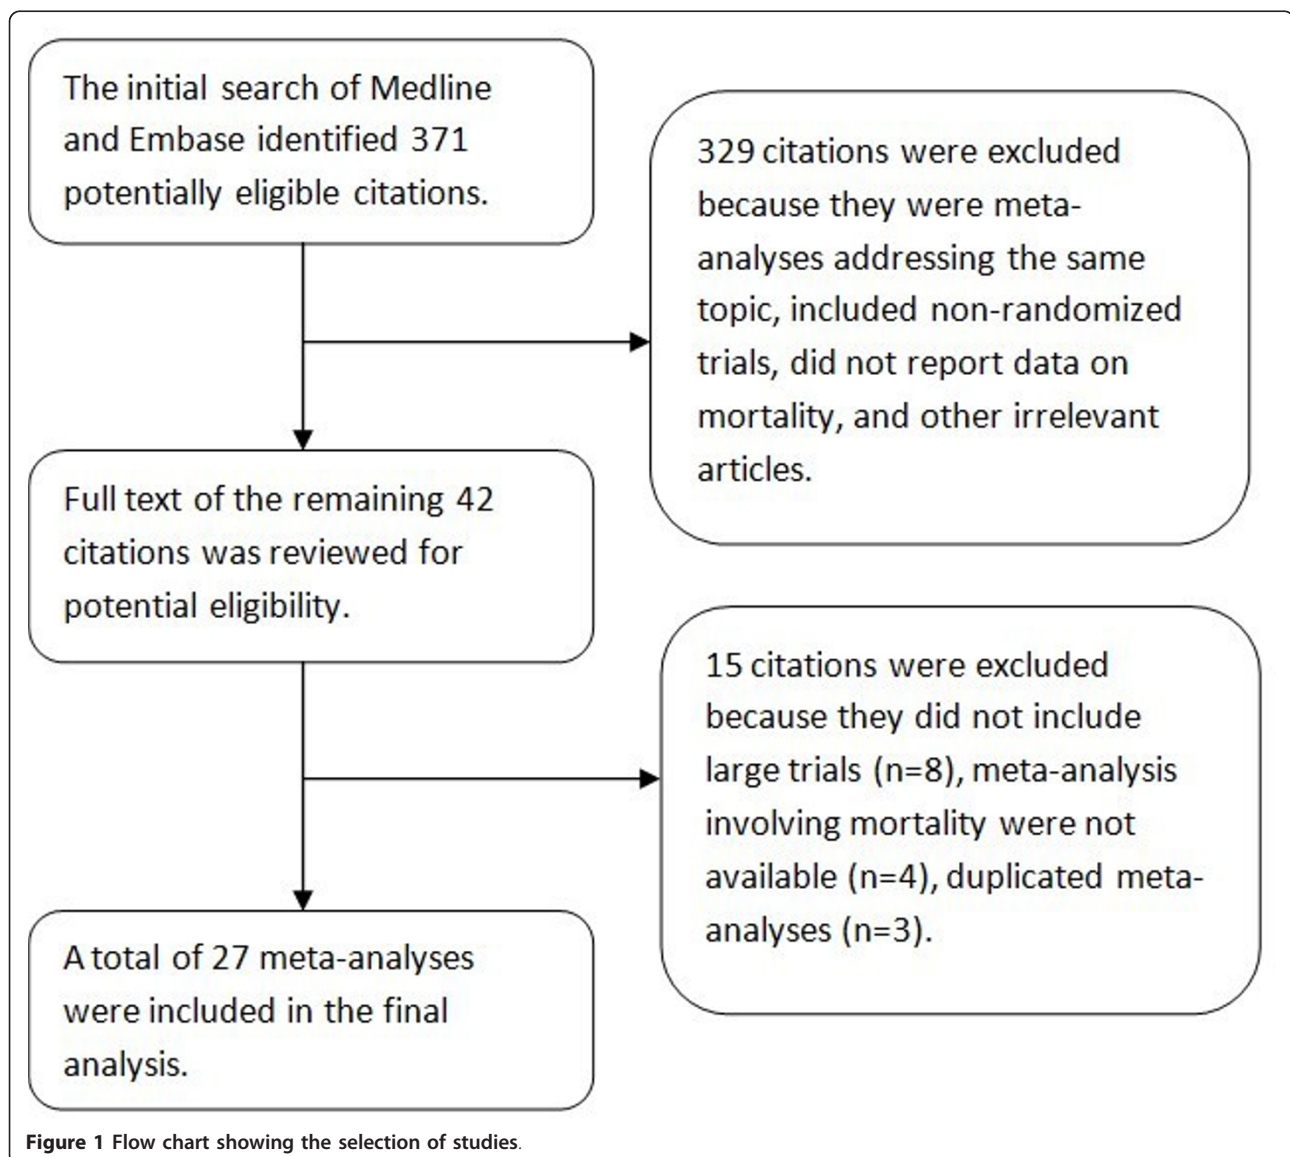 The initial search of Medline
and Embase identified 371
potentially eligible citations.
329 citations were excluded
because they were meta-
analyses addressing the same
topic, included non-randomized
trials, did not report data on
mortality, and other irrelevant
articles.
Full text of the remaining 42
citations was reviewed for
potential eligibility.
15 citations were excluded
because they did not include
large trials (n=8), meta-analysis
involving mortality were not
available (n=4), duplicated meta-
analyses (n=3).
A total of 27 meta-analyses
were included in the final
analysis.
Figure 1 Flow chart showing the selection of studies.